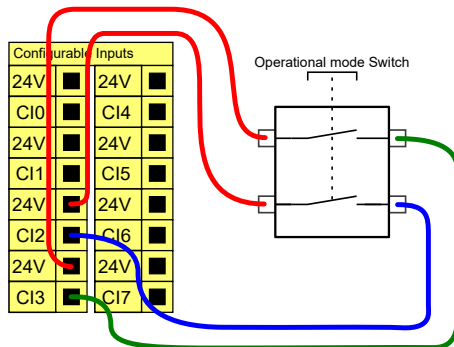 Configurable Inputs
Operational mode Switch
24V 24V
CI0 CI4
24V 24V
CI1 CI5
24V 24V
CI2 CI6
24V 24V
CI3 CI7